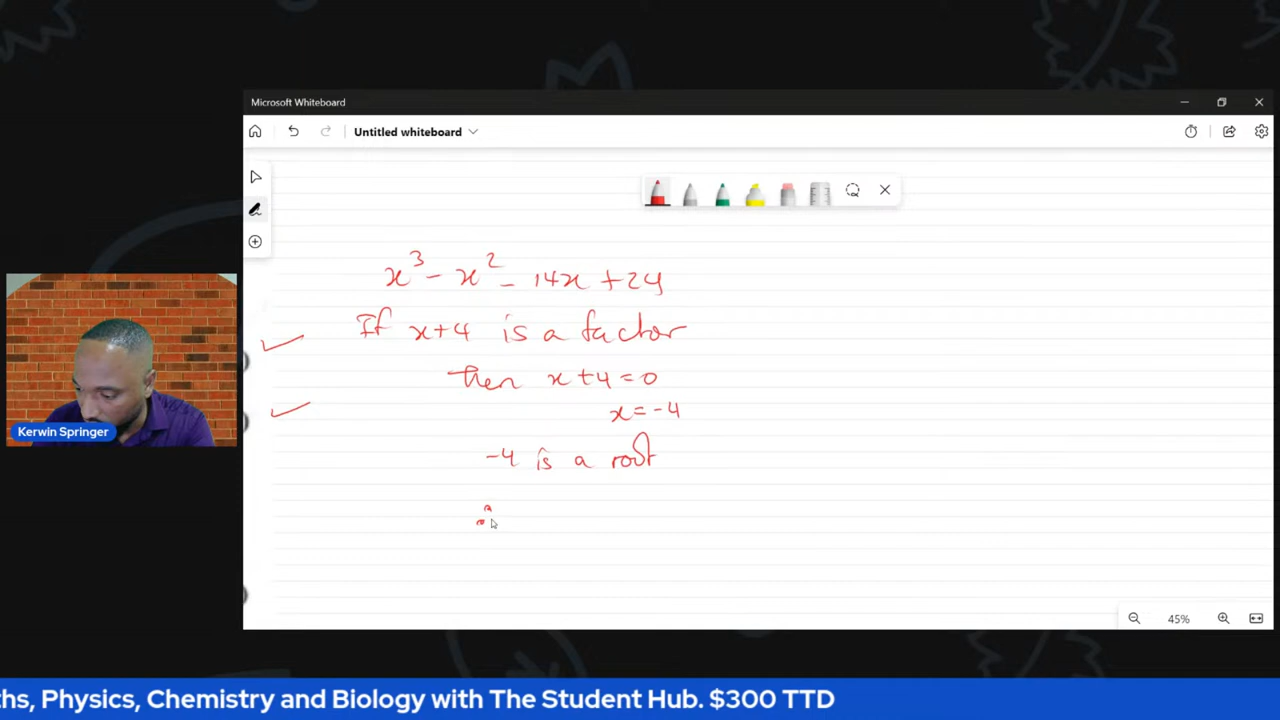 Microsoft Whiteboard
Untitled whiteboard
x³ - x² - 14x + 24
If x+4 is a factor
then x+4=0
x=-4
-4 is a root
∴
Kerwin Springer
45%
ths, Physics, Chemistry and Biology with The Student Hub. $300 TTD